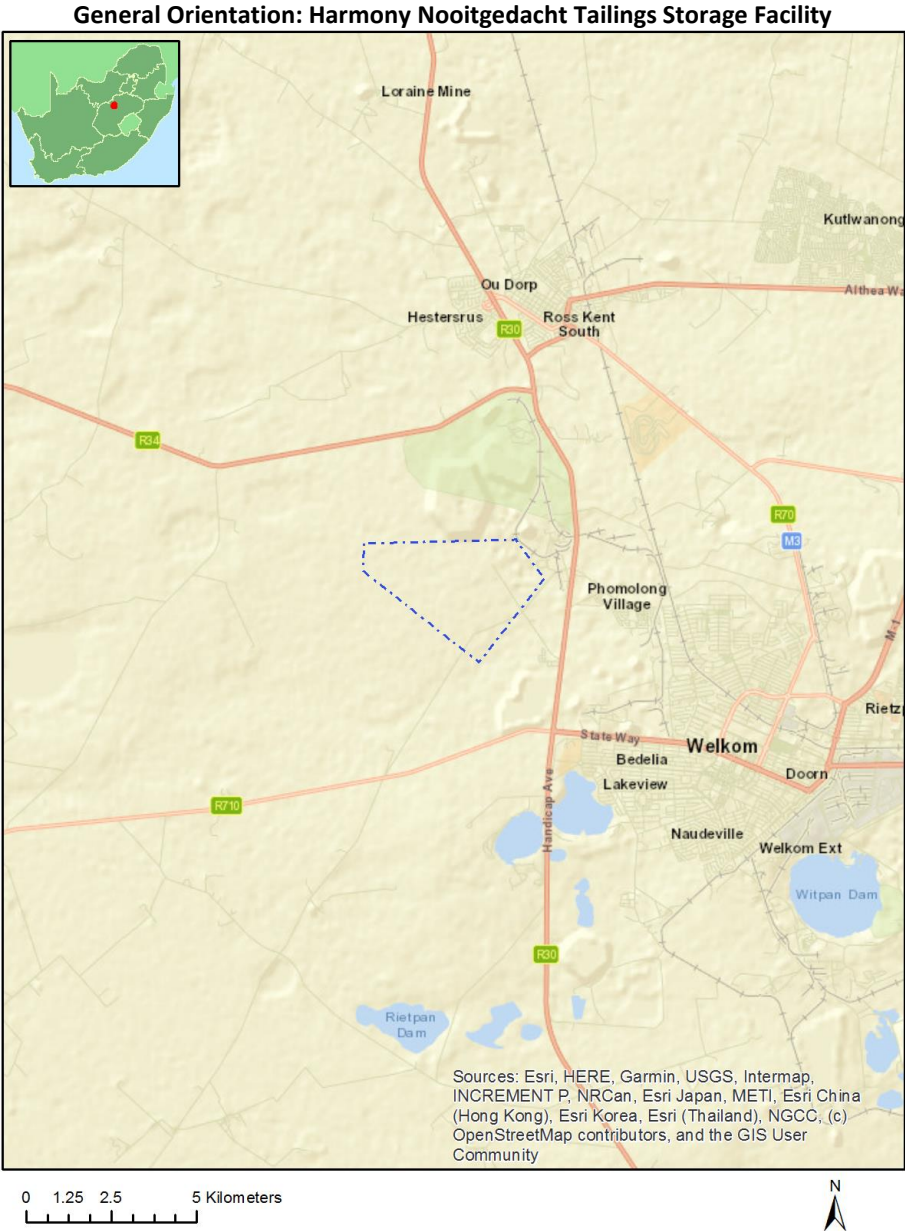 General Orientation: Harmony Nooitgedacht Tailings Storage Facility
Loraine Mine
Kutlwanong
Ou Dorp
Althea Wa
Hestersrus
R30
Ross Kent
South
R34
R70
M3
Phomolong
Village
M-1
Rietzp
State Way
Welkom
Bedelia
Doorn
Lakeview
R710
Handicap Ave
Naudeville
Welkom Ext
Witpan Dam
R30
Rietpan
Dam
Sources: Esri, HERE, Garmin, USGS, Intermap,
INCREMENT P, NRCan, Esri Japan, METI, Esri China
(Hong Kong), Esri Korea, Esri (Thailand), NGCC, (c)
OpenStreetMap contributors, and the GIS User
Community
0 1.25 2.5 5 Kilometers
N